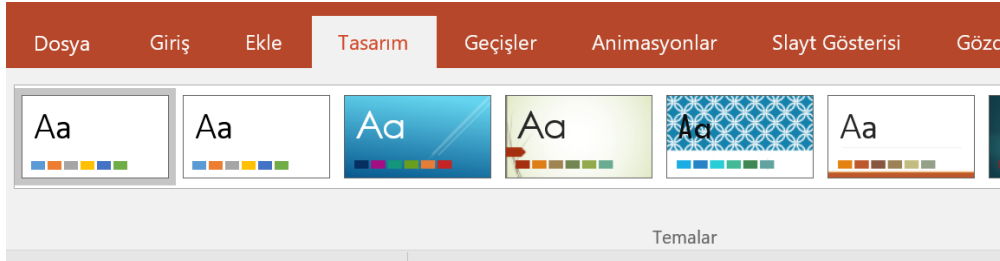 Dosya Giriş Ekle Tasarım Geçişler Animasyonlar Slayt Gösterisi
Aa Aa Aa Aa Aa Aa
Temalar